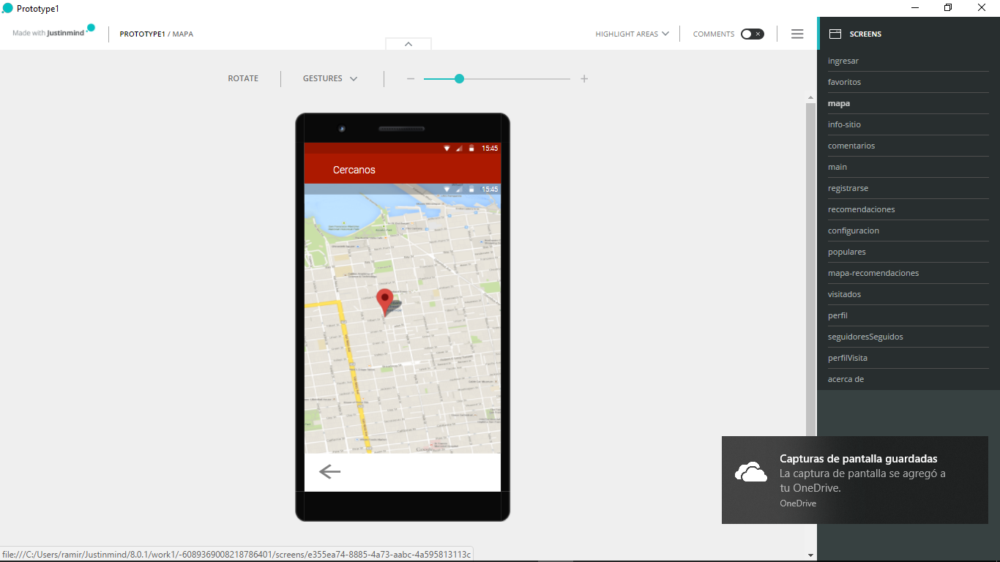 Prototype1
Made with Justinmind
PROTOTYPE1 / MAPA
HIGHLIGHT AREAS
COMMENTS
SCREENS
ROTATE
GESTURES
ingresar
favoritos
mapa
info-sitio
comentarios
main
registrarse
recomendaciones
configuracion
populares
mapa-recomendaciones
visitados
perfil
seguidoresSeguidos
perfilVisita
acerca de
15:45
Cercanos
15:45
Google
Capturas de pantalla guardadas
La captura de pantalla se agregó a
tu OneDrive.
OneDrive
file:///C:/Users/ramir/Justinmind/8.0.1/work1/-6089369008218786401/screens/e355ea74-8885-4a73-aabc-4a595813113c